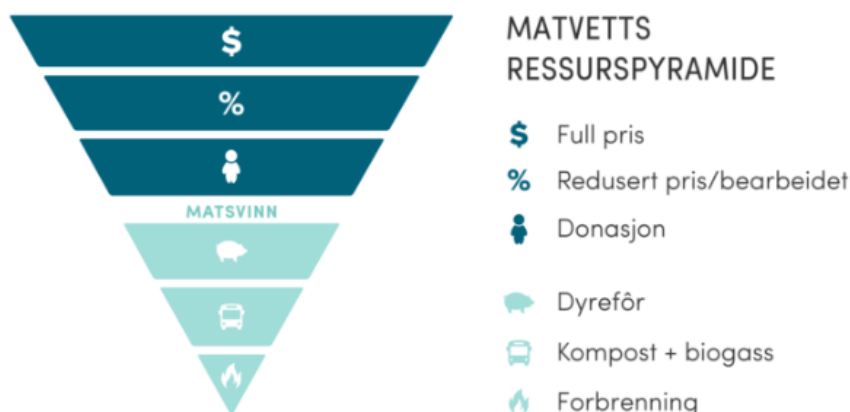 $
%
MATSVINN
MATVETTS
RESSURSPYRAMIDE
$ Full pris
% Redusert pris/bearbeidet
Donasjon
Dyrefôr
Kompost + biogass
Forbrenning